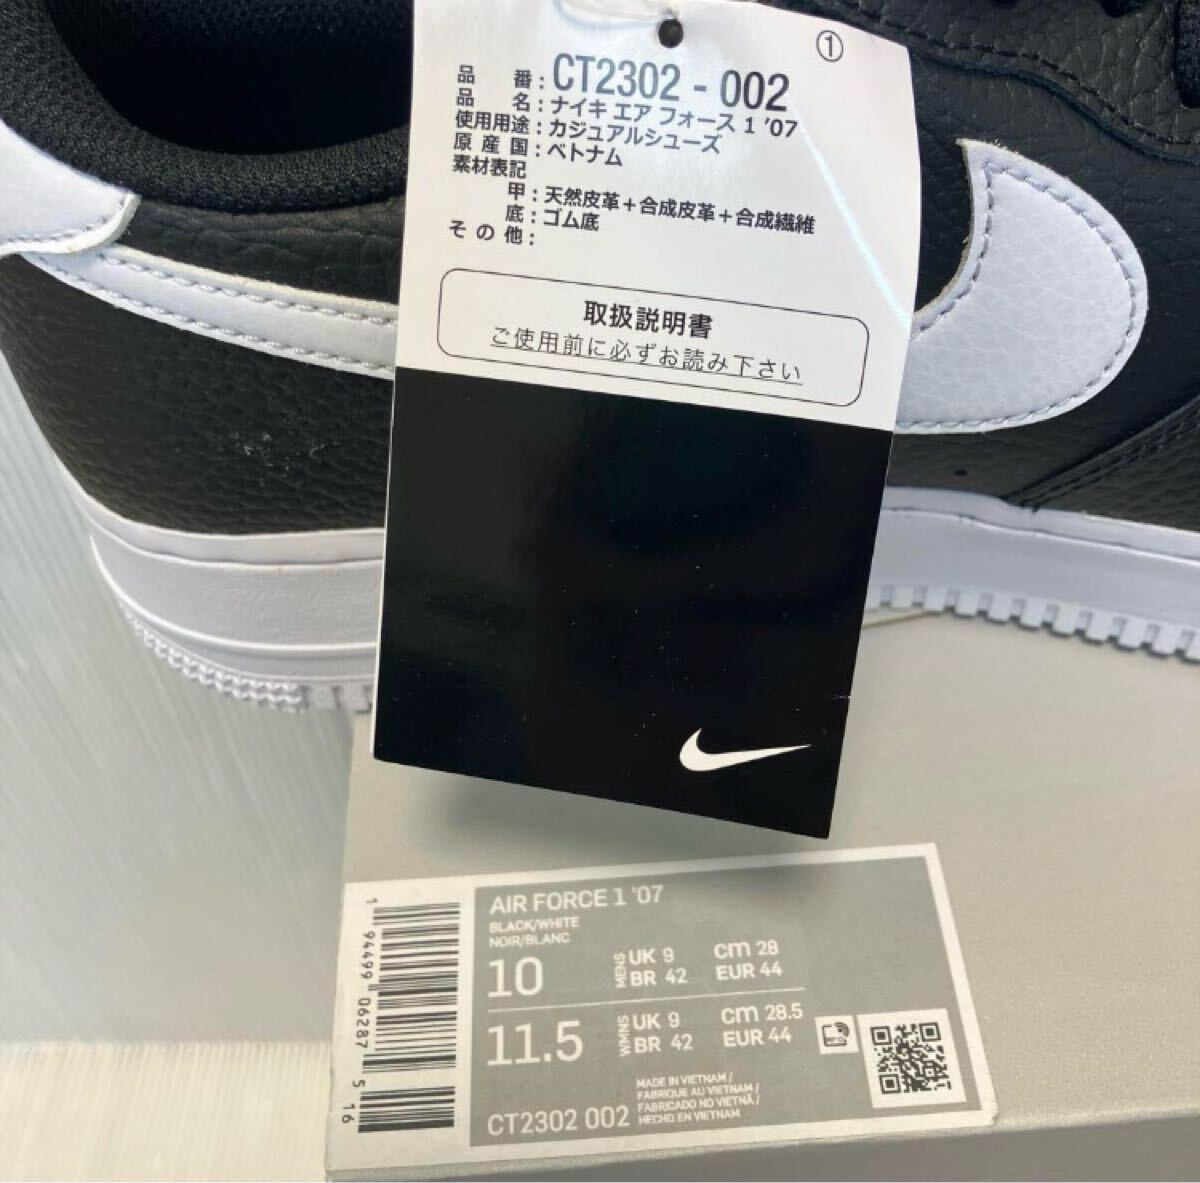 ①
品番：CT2302 - 002
品名：ナイキ エア フォース 1 '07
使用用途：カジュアルシューズ
原産国：ベトナム
素材表記
甲：天然皮革＋合成皮革＋合成繊維
底：ゴム底
その他：
取扱説明書
ご使用前に必ずお読み下さい
AIR FORCE 1 '07
BLACK/WHITE
NOIR/BLANC
10 MENS UK 9 cm 28
BR 42 EUR 44
11.5 WMNS UK 9 cm 28.5
BR 42 EUR 44
MADE IN VIETNAM /
FABRIQUE AU VIETNAM /
FABRICADO NO VIETNÃ /
HECHO EN VIETNAM
CT2302 002
1 94499 06287 5 16